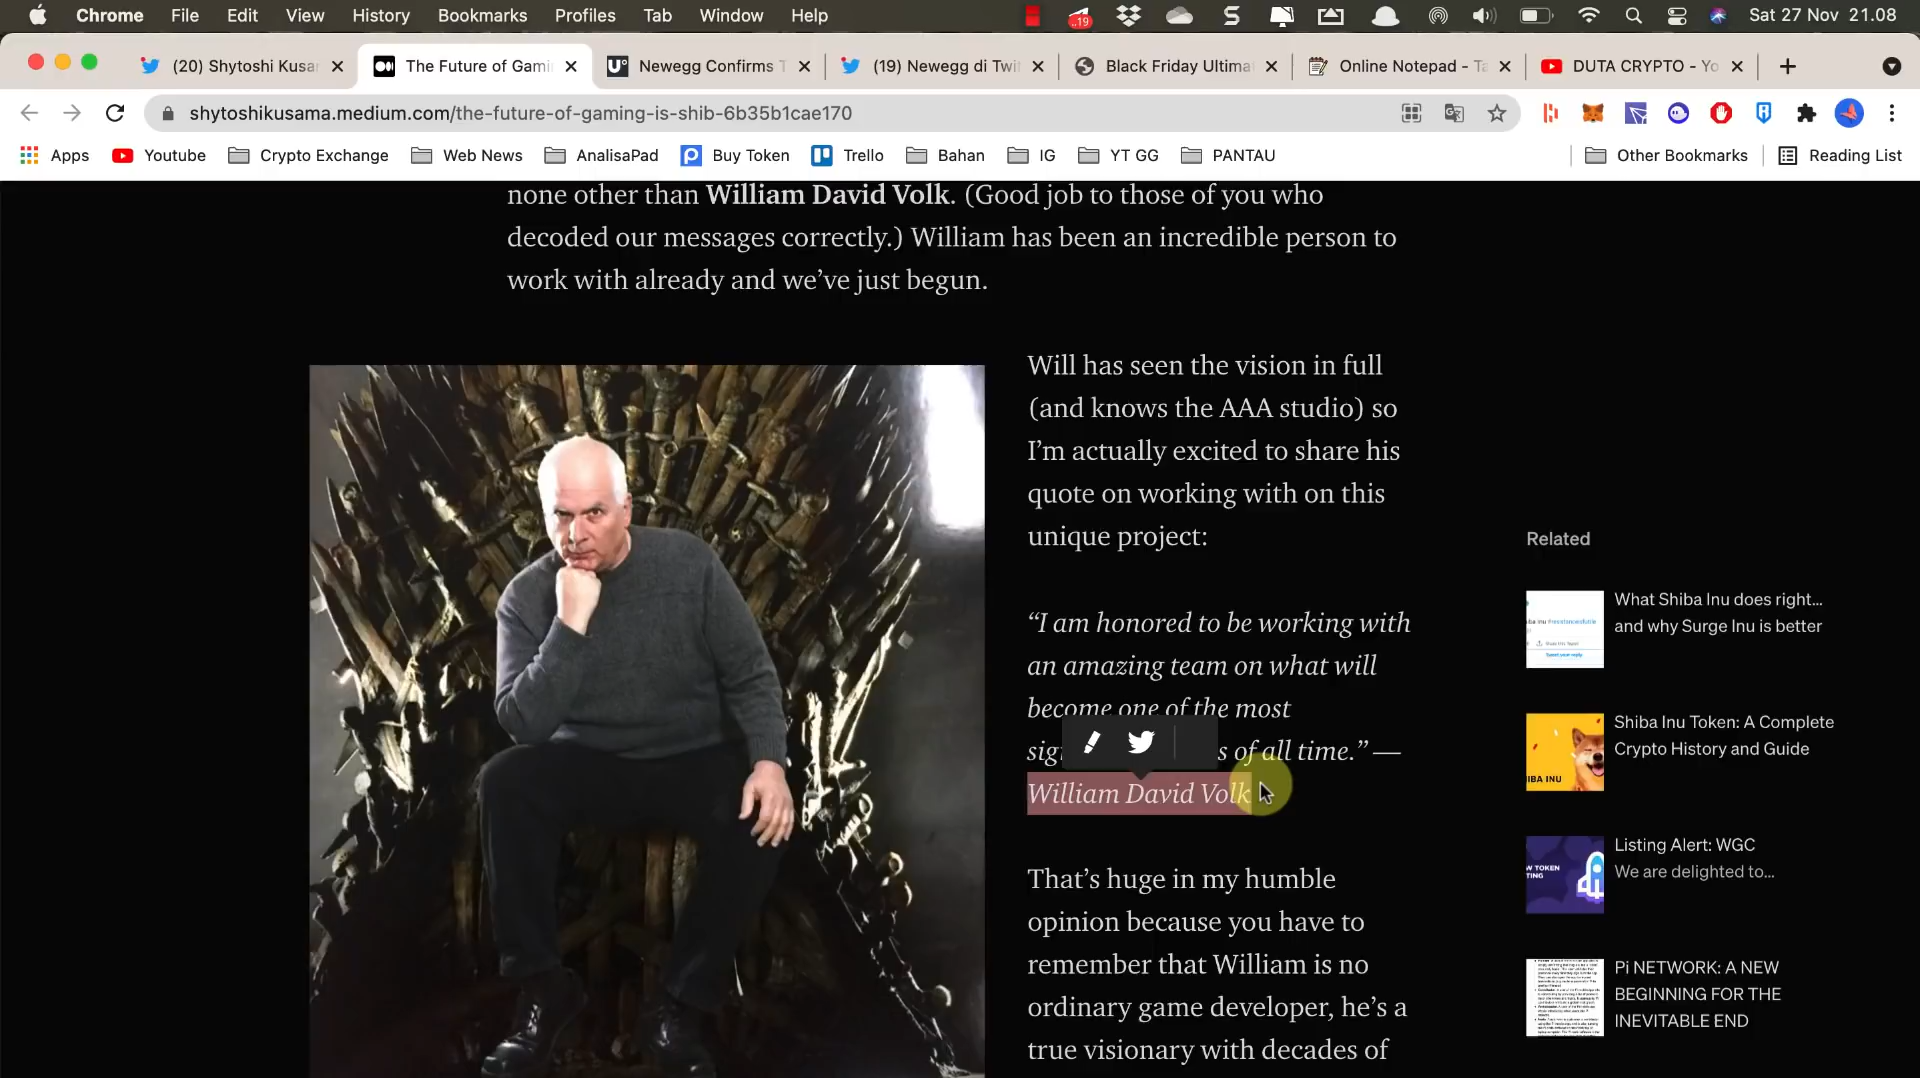 Chrome File Edit View History Bookmarks Profiles Tab Window Help
19
Sat 27 Nov 21.08
(20) Shytoshi Kusa
The Future of Gami
Newegg Confirms T
(19) Newegg di Twi
Black Friday Ultima
Online Notepad - Ta
DUTA CRYPTO - Yo
shytoshikusama.medium.com/the-future-of-gaming-is-shib-6b35b1cae170
Apps Youtube Crypto Exchange Web News AnalisaPad Buy Token Trello Bahan IG YT GG PANTAU Other Bookmarks Reading List
none other than William David Volk. (Good job to those of you who
decoded our messages correctly.) William has been an incredible person to
work with already and we’ve just begun.
Will has seen the vision in full
(and knows the AAA studio) so
I’m actually excited to share his
quote on working with on this
unique project:
“I am honored to be working with
an amazing team on what will
become one of the most
sig s of all time.” —
William David Volk
That’s huge in my humble
opinion because you have to
remember that William is no
ordinary game developer, he’s a
true visionary with decades of
Related
What Shiba Inu does right…
and why Surge Inu is better
Shiba Inu Token: A Complete
Crypto History and Guide
IBA INU
Listing Alert: WGC
We are delighted to…
W TOKEN
TING
Pi NETWORK: A NEW
BEGINNING FOR THE
INEVITABLE END